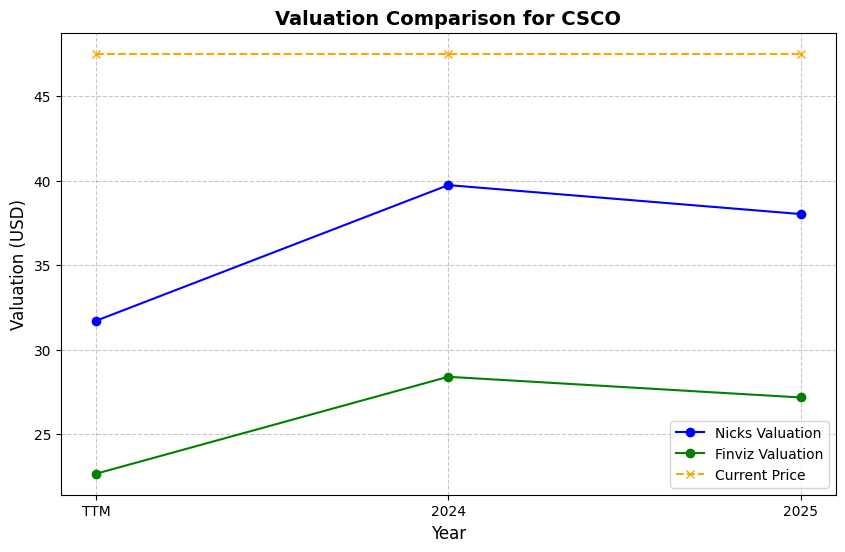 Valuation Comparison for CSCO
Valuation (USD)
45
40
35
30
25
TTM
2024
2025
Year
Nicks Valuation
Finviz Valuation
Current Price